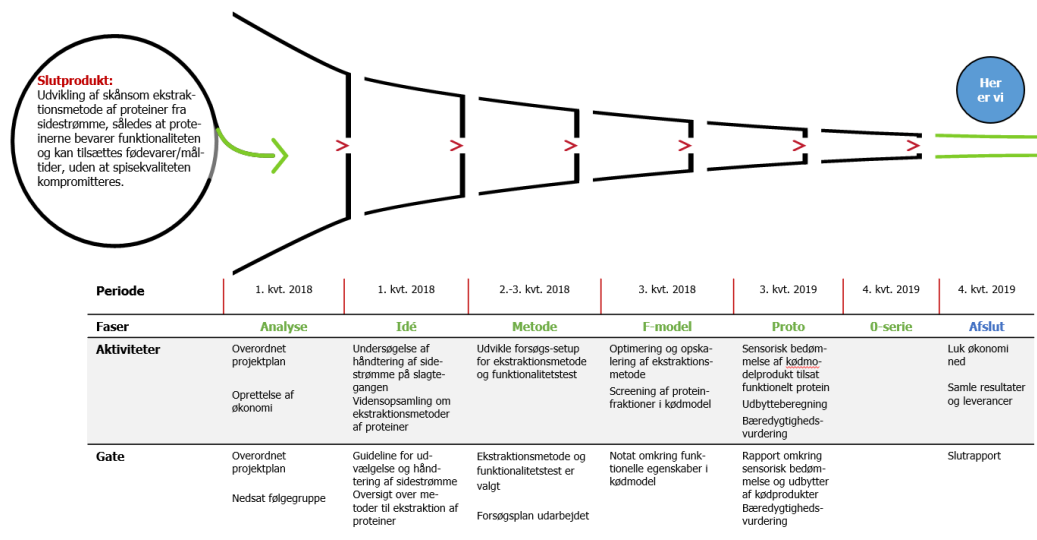 Slutprodukt:
Udvikling af skånsom ekstrak-
tionsmetode af proteiner fra
sidestrømme, således at prote-
inerne bevarer funktionaliteten
og kan tilsættes fødevarer/mål-
tider, uden at spisekvaliteten
kompromitteres.
>
>
>
>
>
>
Her
er vi
Periode
1. kvt. 2018
1. kvt. 2018
2.-3. kvt. 2018
3. kvt. 2018
3. kvt. 2019
4. kvt. 2019
4. kvt. 2019
Faser
Analyse
Idé
Metode
F-model
Proto
0-serie
Afslut
Aktiviteter
Overordnet
projektplan
Oprettelse af
økonomi
Undersøgelse af
håndtering af side-
strømme på slagte-
gangen
Vidensopsamling om
ekstraktionsmetoder
af proteiner
Udvikle forsøgs-setup
for ekstraktionsmetode
og funktionalitetstest
Optimering og opska-
lering af ekstraktions-
metode
Screening af protein-
fraktioner i kødmodel
Sensorisk bedøm-
melse af kødmo-
delprodukt tilsat
funktionelt protein
Udbytteberegning
Bæredygtigheds-
vurdering
Luk økonomi
ned
Samle resultater
og leverancer
Gate
Overordnet
projektplan
Nedsat følgegruppe
Guideline for ud-
vælgelse og hånd-
tering af sidestrømme
Oversigt over me-
toder til ekstraktion af
proteiner
Ekstraktionsmetode og
funktionalitetstest er
valgt
Forsøgsplan udarbejdet
Notat omkring funk-
tionelle egenskaber i
kødmodel
Rapport omkring
sensorisk bedøm-
melse og udbytter
af kødprodukter
Bæredygtigheds-
vurdering
Slutrapport